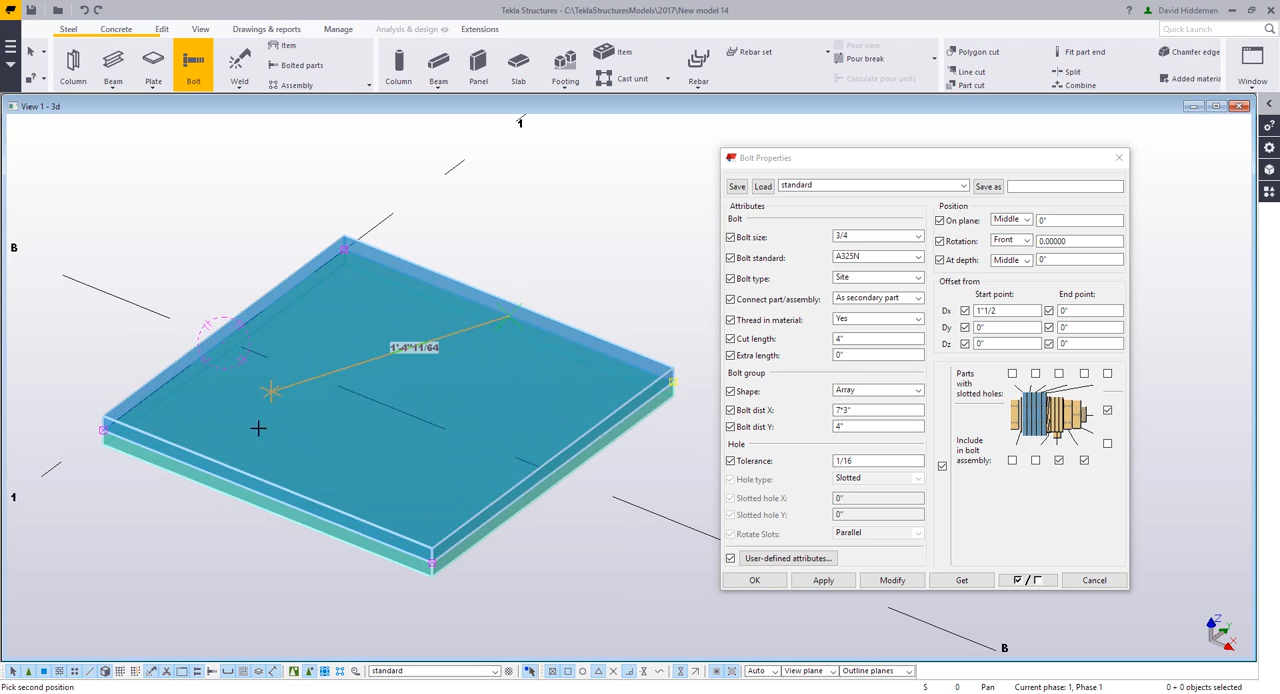 Tekla Structures - C:\TeklaStructuresModels\2017\New model 14
? David Hiddemen
Steel Concrete Edit View Drawings & reports Manage Analysis & design Extensions
Quick Launch
Column Beam Plate Bolt Weld
Item
Bolted parts
Assembly
Column Beam Panel Slab Footing
Item
Cast unit
Rebar
Rebar set
Pour view
Pour break
Calculate pour units
Polygon cut
Line cut
Part cut
Fit part end
Split
Combine
Chamfer edge
Added materia
Window
View 1 - 3d
1
B
1'-4"11/64
1
B
Z
Y
X
Bolt Properties
Save Load standard Save as
Attributes
Bolt
Bolt size: 3/4
Bolt standard: A325N
Bolt type: Site
Connect part/assembly: As secondary part
Thread in material: Yes
Cut length: 4"
Extra length: 0"
Bolt group
Shape: Array
Bolt dist X: 7*3"
Bolt dist Y: 4"
Hole
Tolerance: 1/16
Hole type: Slotted
Slotted hole X: 0"
Slotted hole Y: 0"
Rotate Slots: Parallel
User-defined attributes...
Position
On plane: Middle 0"
Rotation: Front 0.00000
At depth: Middle 0"
Offset from
Start point: End point:
Dx 1"1/2 0"
Dy 0" 0"
Dz 0" 0"
Parts
with
slotted holes:
Include
in bolt
assembly:
OK Apply Modify Get / Cancel
standard
Auto View plane Outline planes
Pick second position
S 0 Pan Current phase: 1, Phase 1 0 + 0 objects selected